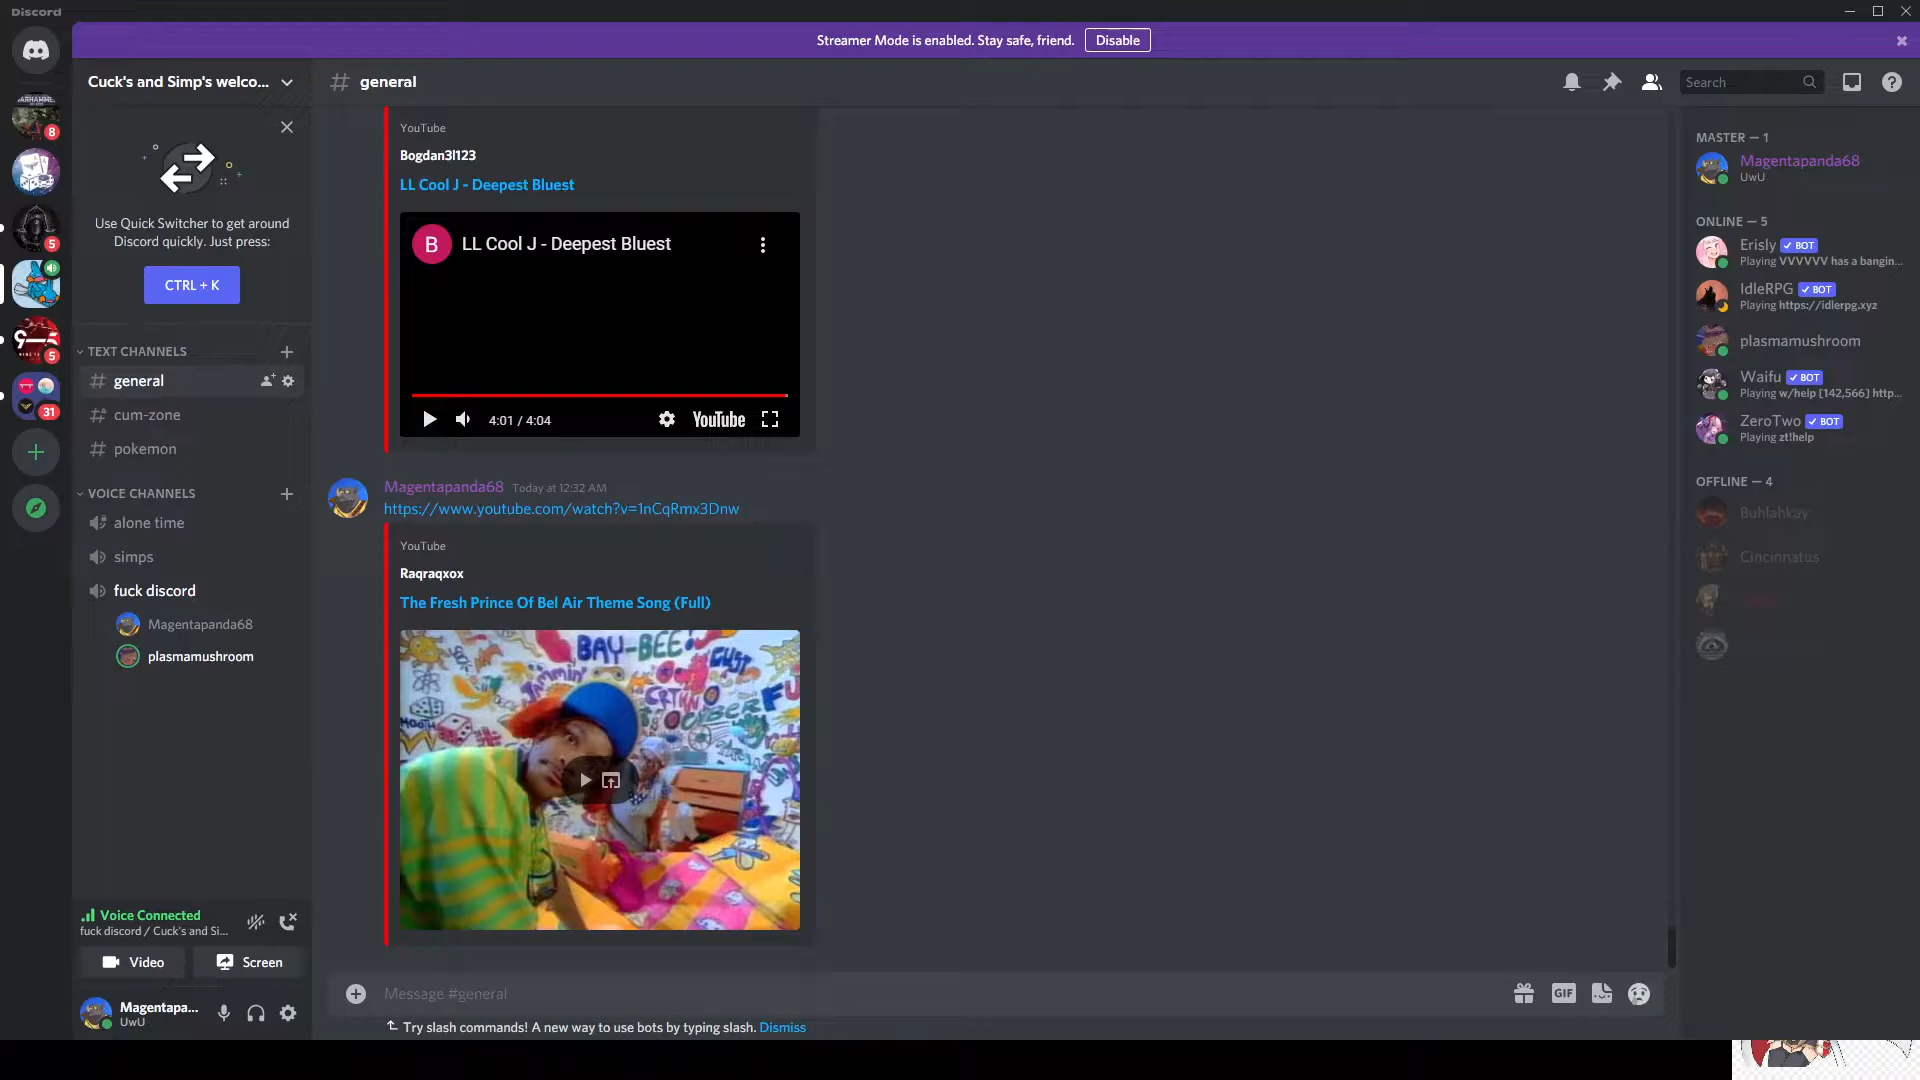 Discord
Streamer Mode is enabled. Stay safe, friend. Disable
Cuck's and Simp's welco...
general
Search
8
5
5
31
Use Quick Switcher to get around
Discord quickly. Just press:
CTRL + K
TEXT CHANNELS
general
cum-zone
pokemon
VOICE CHANNELS
alone time
simps
fuck discord
Magentapanda68
plasmamushroom
Voice Connected
fuck discord / Cuck's and Si...
Video Screen
Magentapa...
UwU
YouTube
Bogdan3l123
LL Cool J - Deepest Bluest
B LL Cool J - Deepest Bluest
4:01 / 4:04 YouTube
Magentapanda68 Today at 12:32 AM
https://www.youtube.com/watch?v=1nCqRmx3Dnw
YouTube
Raqraqxox
The Fresh Prince Of Bel Air Theme Song (Full)
BAY-BEE!
Jammin'
Message #general
GIF
Try slash commands! A new way to use bots by typing slash. Dismiss
MASTER — 1
Magentapanda68
UwU
ONLINE — 5
Erisly BOT
Playing VVVVVV has a bangin...
IdleRPG BOT
Playing https://idlerpg.xyz
plasmamushroom
Waifu BOT
Playing w/help [142,566] http...
ZeroTwo BOT
Playing zt!help
OFFLINE — 4
Buhlahkay
Cincinnatus